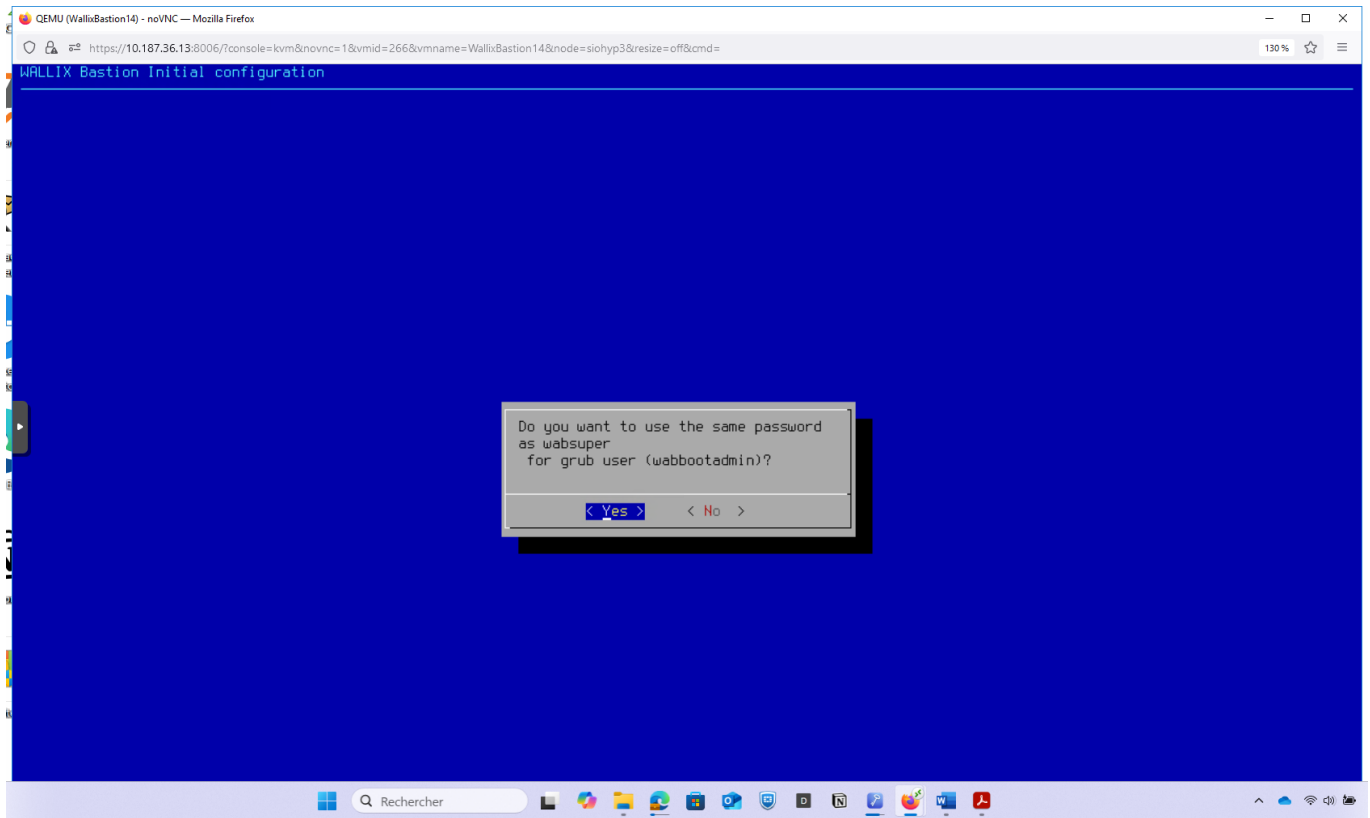 QEMU (WallixBastion14) - noVNC — Mozilla Firefox
https://10.187.36.13:8006/?console=kvm&novnc=1&vmid=266&vmname=WallixBastion14&node=siohyp3&resize=off&cmd=
130 %
WALLIX Bastion Initial configuration
Do you want to use the same password
as wabsuper
for grub user (wabbootadmin)?
< Yes > < No >
Rechercher